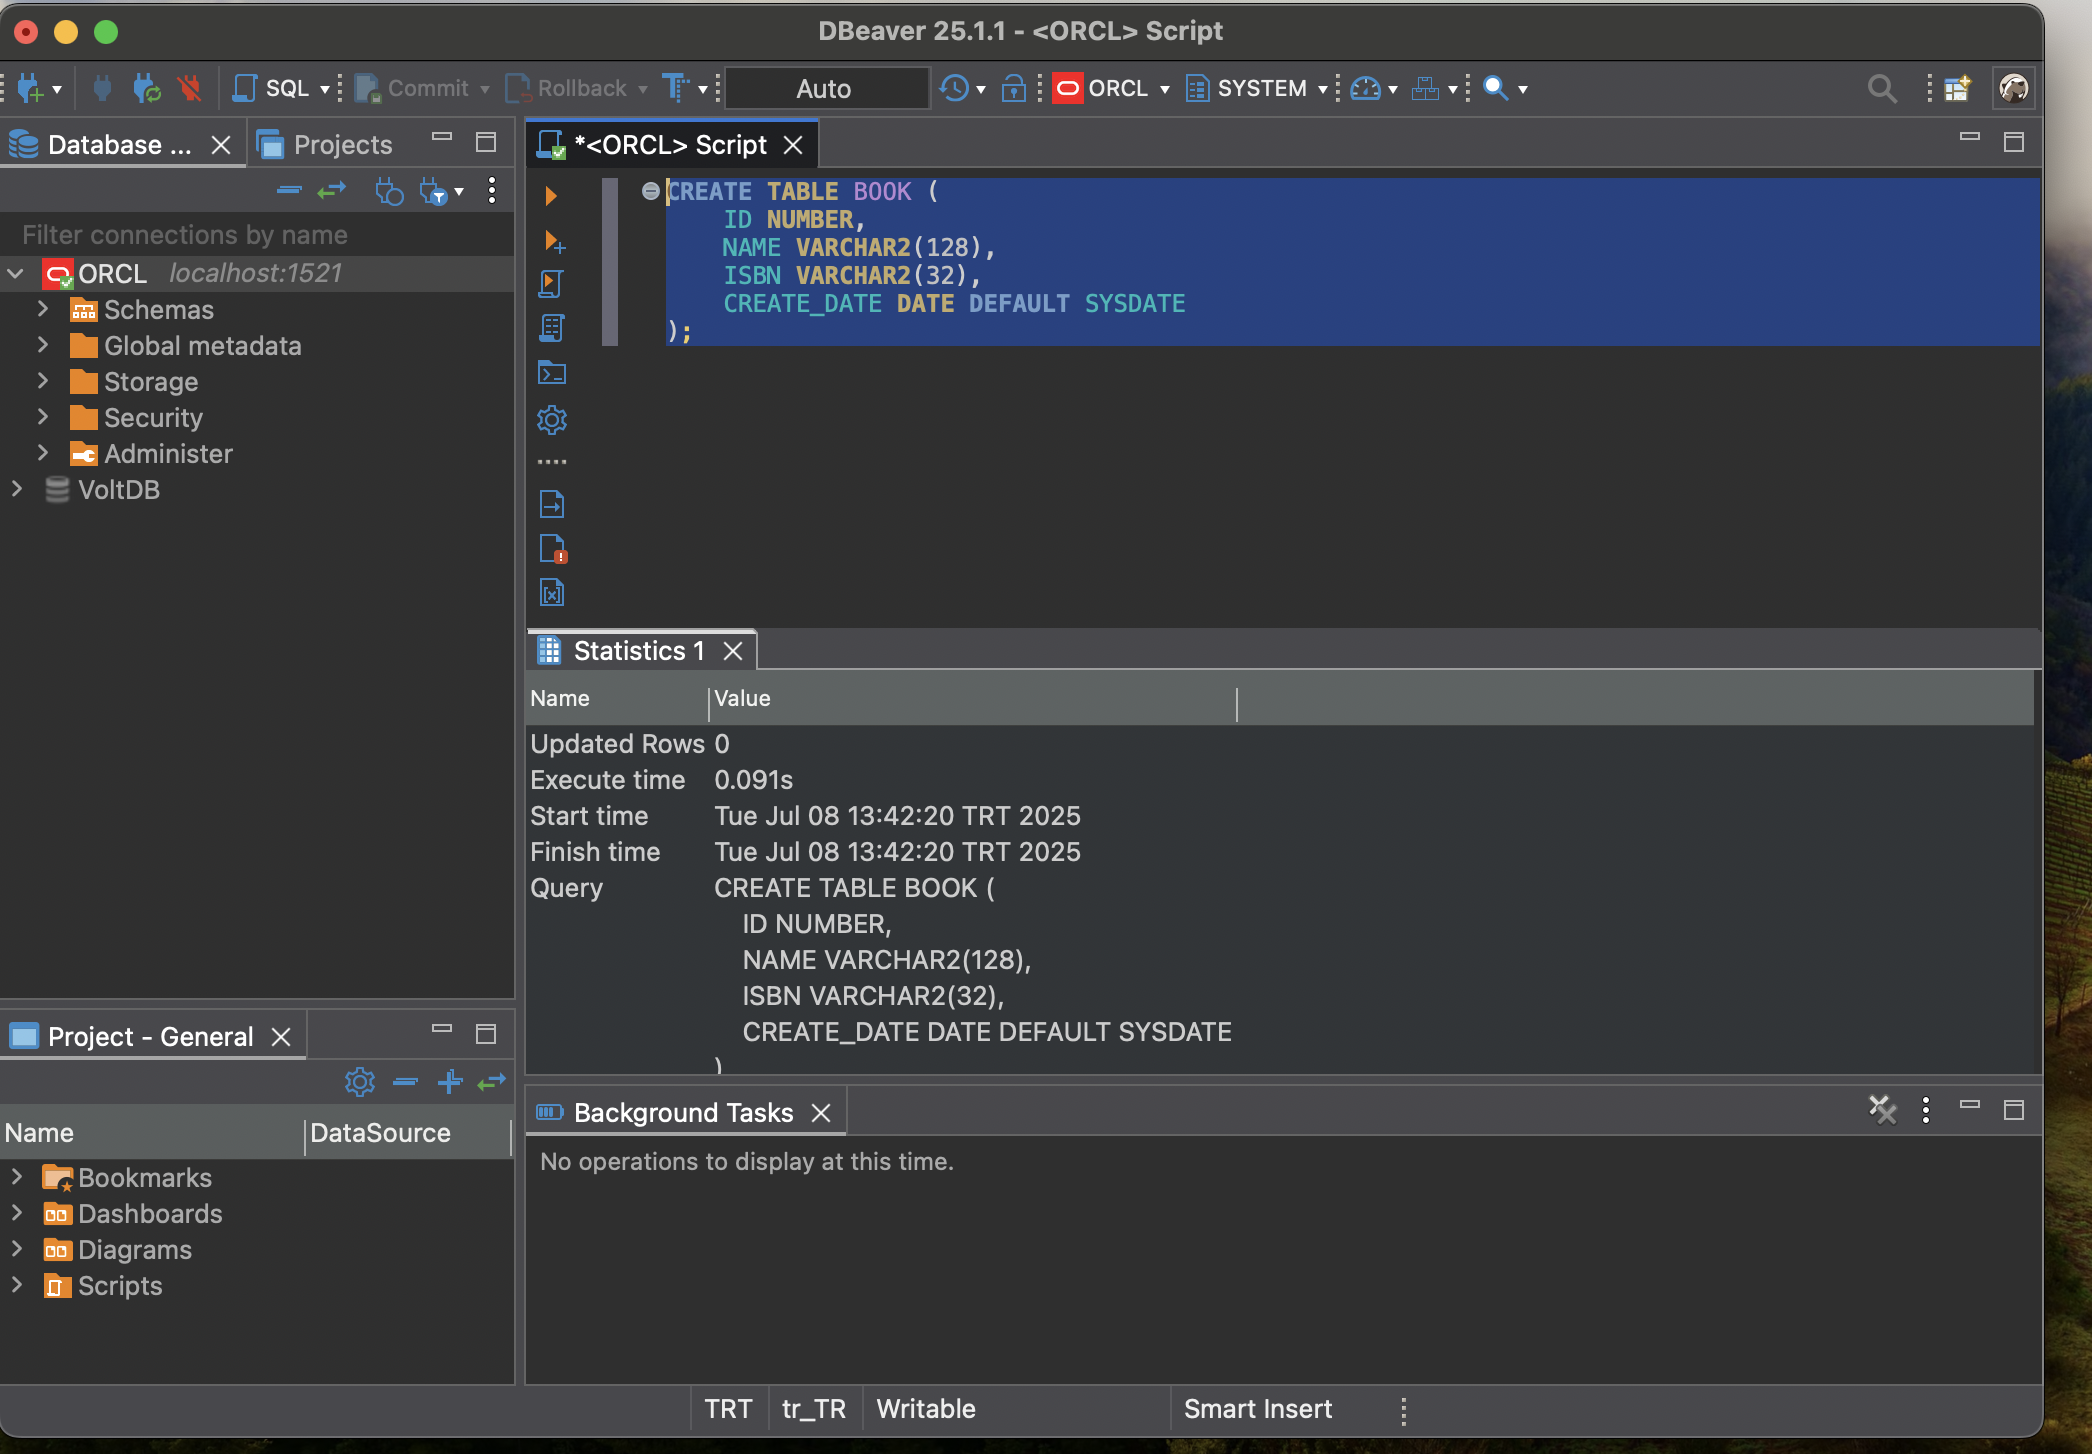 DBeaver 25.1.1 - <ORCL> Script
SQL Commit Rollback Auto ORCL SYSTEM
Database ... Projects
Filter connections by name
ORCL localhost:1521
Schemas
Global metadata
Storage
Security
Administer
VoltDB
*<ORCL> Script
CREATE TABLE BOOK (
ID NUMBER,
NAME VARCHAR2(128),
ISBN VARCHAR2(32),
CREATE_DATE DATE DEFAULT SYSDATE
);
Statistics 1
Name Value
Updated Rows 0
Execute time 0.091s
Start time Tue Jul 08 13:42:20 TRT 2025
Finish time Tue Jul 08 13:42:20 TRT 2025
Query CREATE TABLE BOOK (
ID NUMBER,
NAME VARCHAR2(128),
ISBN VARCHAR2(32),
CREATE_DATE DATE DEFAULT SYSDATE
)
Project - General
Name DataSource
Bookmarks
Dashboards
Diagrams
Scripts
Background Tasks
No operations to display at this time.
TRT tr_TR Writable Smart Insert